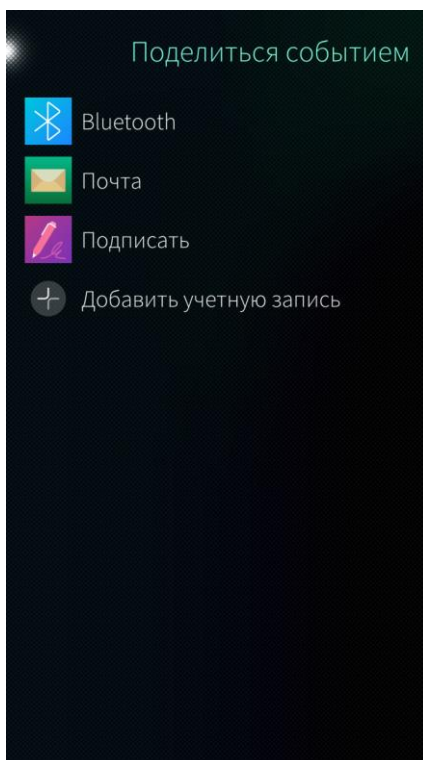 Поделиться событием
Bluetooth
Почта
Подписать
Добавить учетную запись